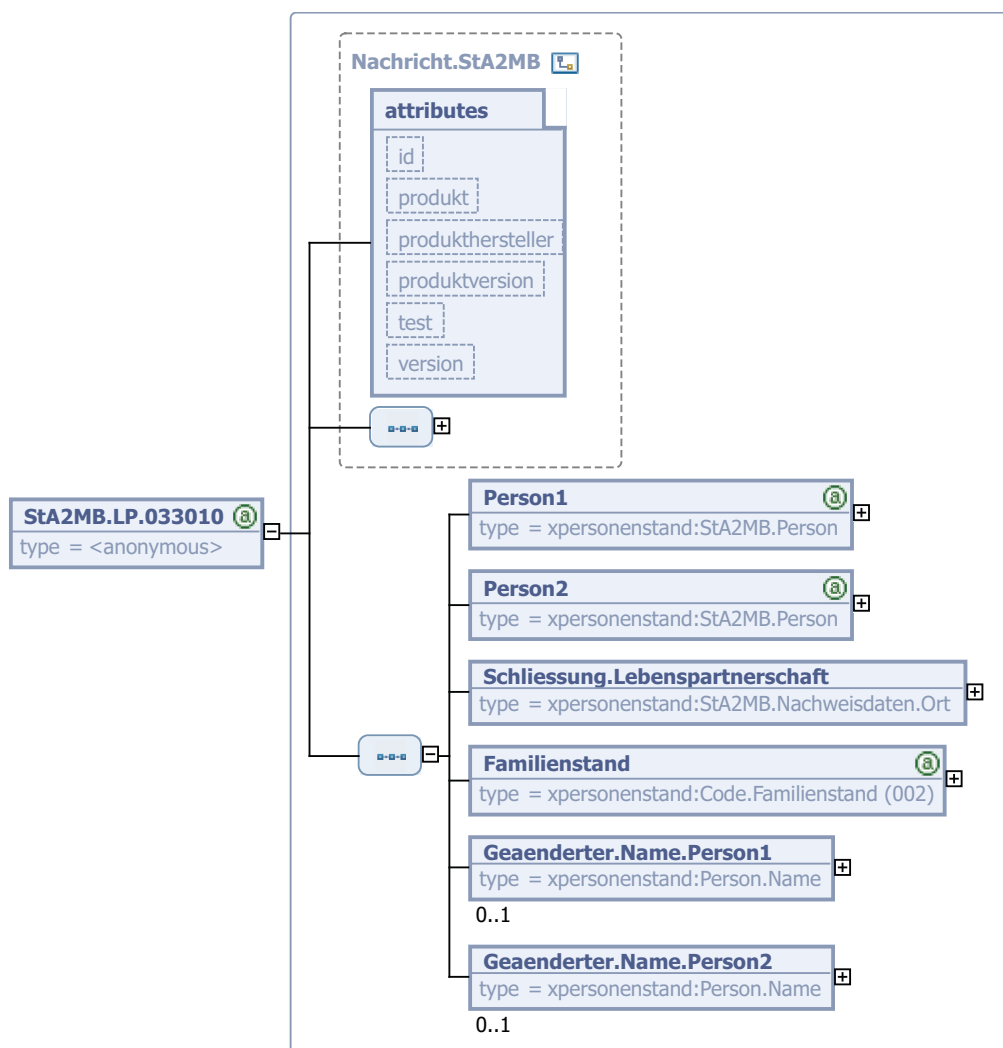 Nachricht.StA2MB
attributes
id
produkt
produkthersteller
produktversion
test
version
StA2MB.LP.033010
type = <anonymous>
Person1
type = xpersonenstand:StA2MB.Person
Person2
type = xpersonenstand:StA2MB.Person
Schliessung.Lebenspartnerschaft
type = xpersonenstand:StA2MB.Nachweisdaten.Ort
Familienstand
type = xpersonenstand:Code.Familienstand (002)
Geaenderter.Name.Person1
type = xpersonenstand:Person.Name
0..1
Geaenderter.Name.Person2
type = xpersonenstand:Person.Name
0..1